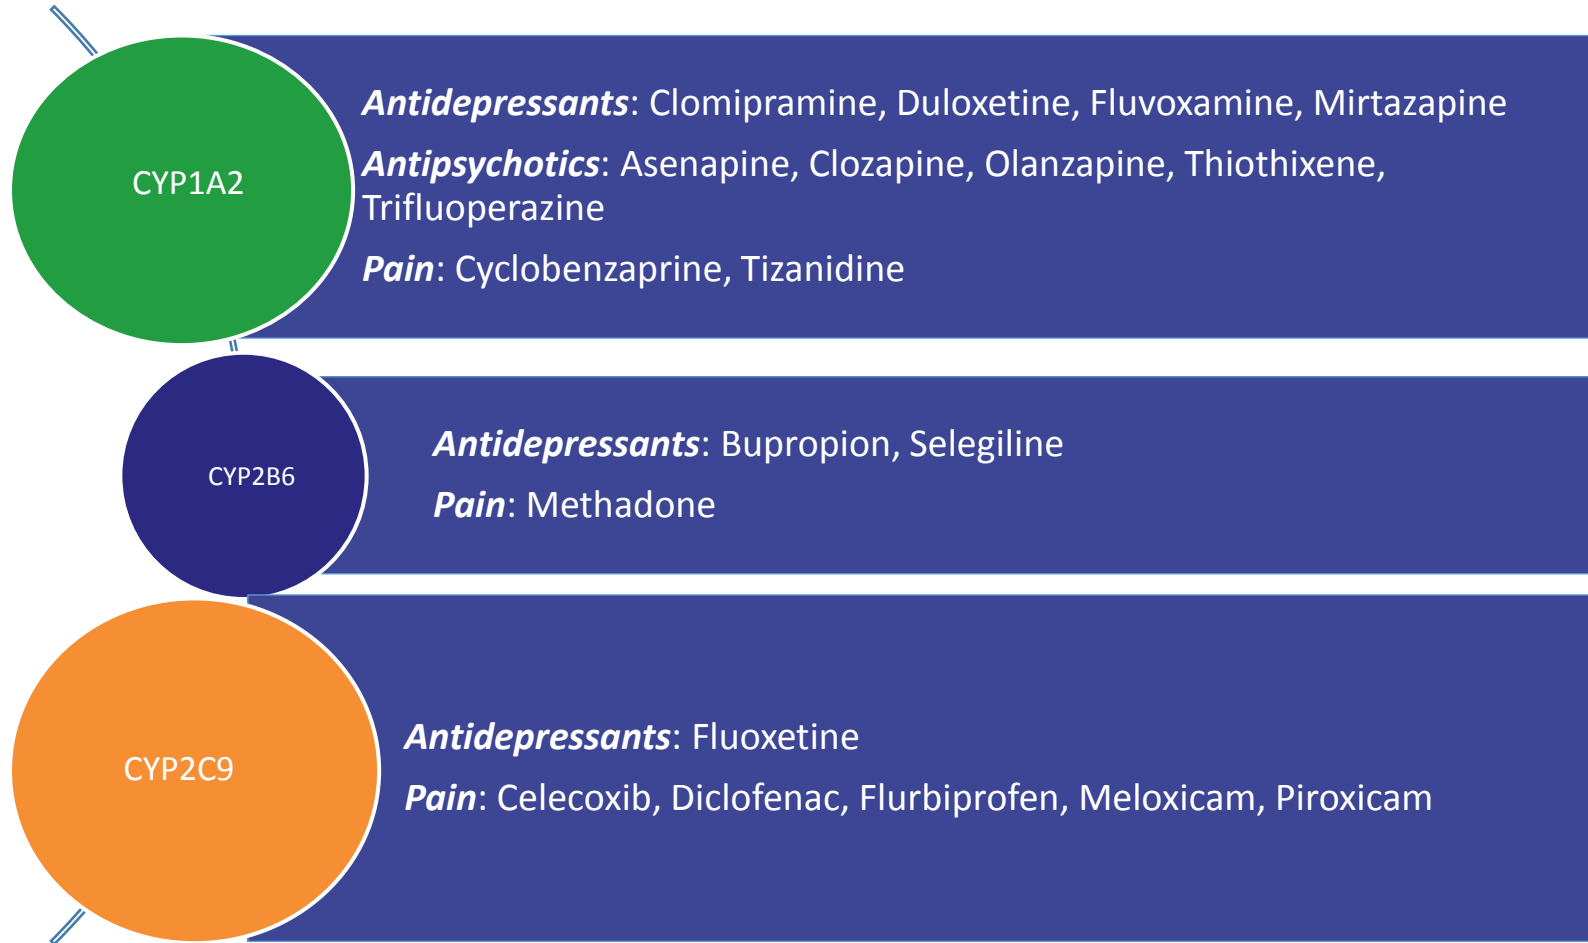 CYP1A2
Antidepressants: Clomipramine, Duloxetine, Fluvoxamine, Mirtazapine
Antipsychotics: Asenapine, Clozapine, Olanzapine, Thiothixene,
Trifluoperazine
Pain: Cyclobenzaprine, Tizanidine
CYP2B6
Antidepressants: Bupropion, Selegiline
Pain: Methadone
CYP2C9
Antidepressants: Fluoxetine
Pain: Celecoxib, Diclofenac, Flurbiprofen, Meloxicam, Piroxicam